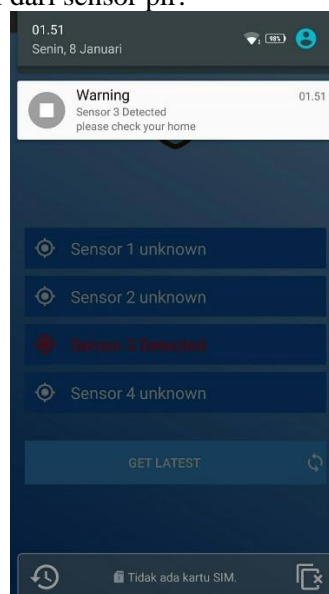 dari sensor pir.
01.51
Senin, 8 Januari
98%
Warning
01.51
Sensor 3 Detected
please check your home
Sensor 1 unknown
Sensor 2 unknown
Sensor 3 Detected
Sensor 4 unknown
GET LATEST
Tidak ada kartu SIM.